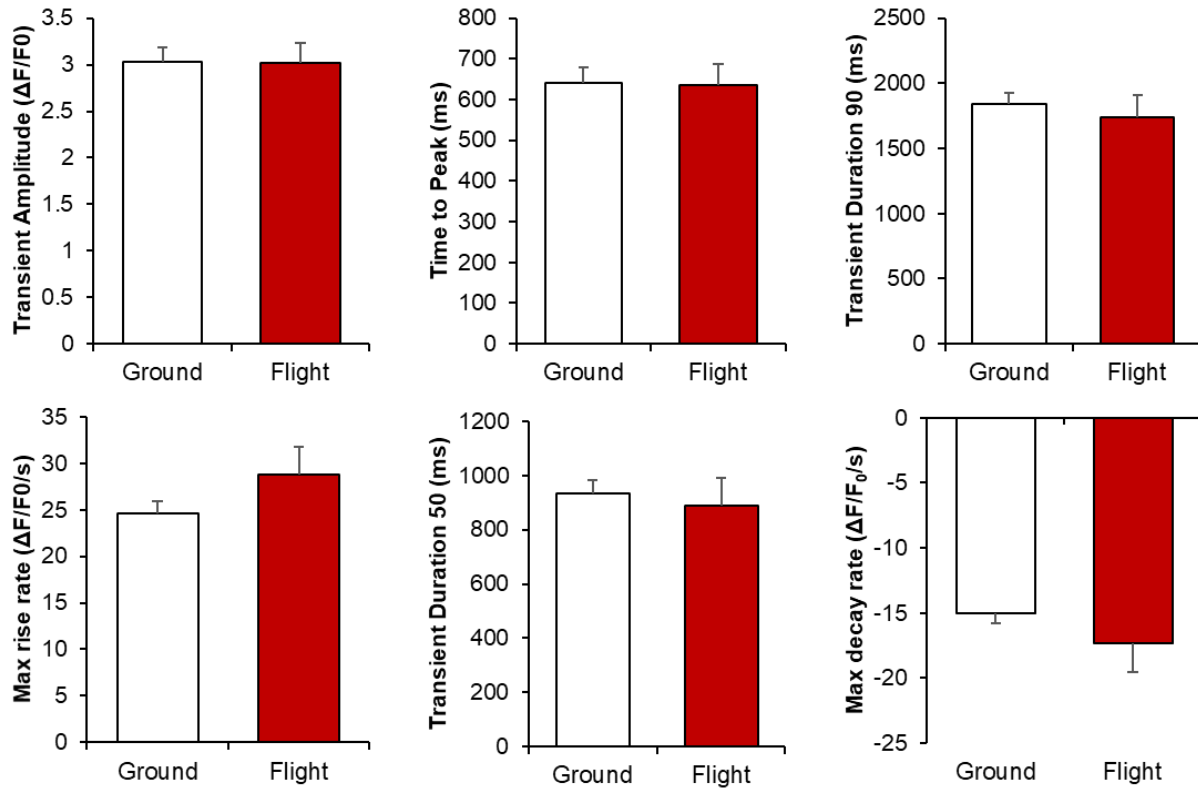 Transient Amplitude (ΔF/F0)
3.5
3
2.5
2
1.5
1
0.5
0
Ground
Flight
Time to Peak (ms)
800
700
600
500
400
300
200
100
0
Ground
Flight
Transient Duration 90 (ms)
2500
2000
1500
1000
500
0
Ground
Flight
Max rise rate (ΔF/F0/s)
35
30
25
20
15
10
5
0
Ground
Flight
Transient Duration 50 (ms)
1200
1000
800
600
400
200
0
Ground
Flight
Max decay rate (ΔF/F₀/s)
0
-5
-10
-15
-20
-25
Ground
Flight